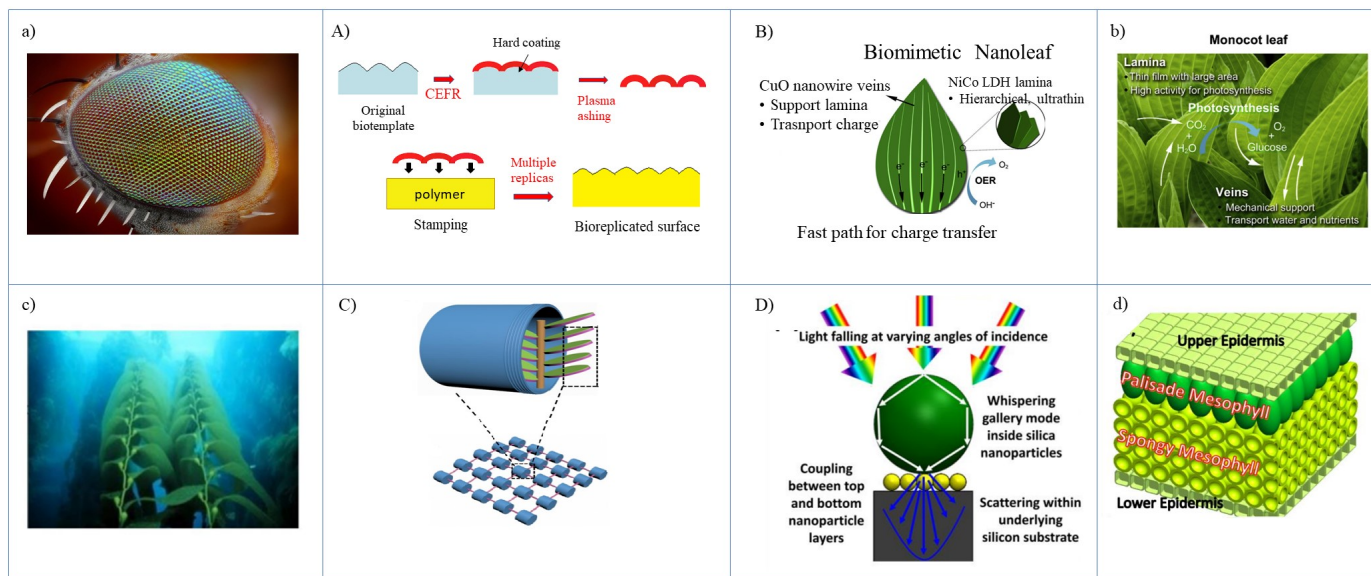 a)
A)
Hard coating
CEFR
Original
biotemplate
Plasma
ashing
polymer
Multiple
replicas
Stamping
Bioreplicated surface
B)
Biomimetic Nanoleaf
CuO nanowire veins
• Support lamina
• Trasnport charge
NiCo LDH lamina
• Hierarchical, ultrathin
e⁻ e⁻ e⁻
h⁺
O₂
OER
OH⁻
Fast path for charge transfer
b)
Monocot leaf
Lamina
• Thin film with large area
• High activity for photosynthesis
Photosynthesis
CO₂
+
H₂O
O₂
+
Glucose
Veins
• Mechanical support
• Transport water and nutrients
c)
C)
D)
Light falling at varying angles of incidence
Whispering
gallery mode
inside silica
nanoparticles
Coupling
between top
and bottom
nanoparticle
layers
Scattering within
underlying
silicon substrate
d)
Upper Epidermis
Palisade Mesophyll
Spongy Mesophyll
Lower Epidermis